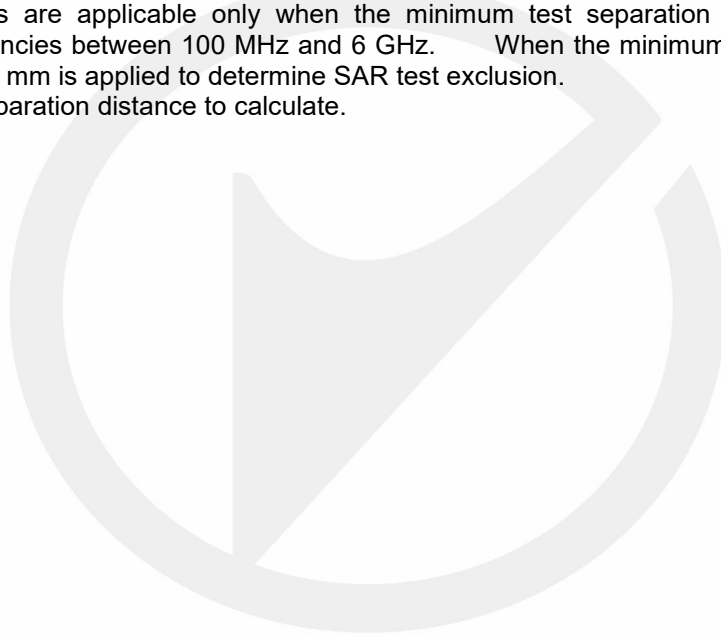 s are applicable only when the minimum test separation
ncies between 100 MHz and 6 GHz. When the minimum
mm is applied to determine SAR test exclusion.
paration distance to calculate.